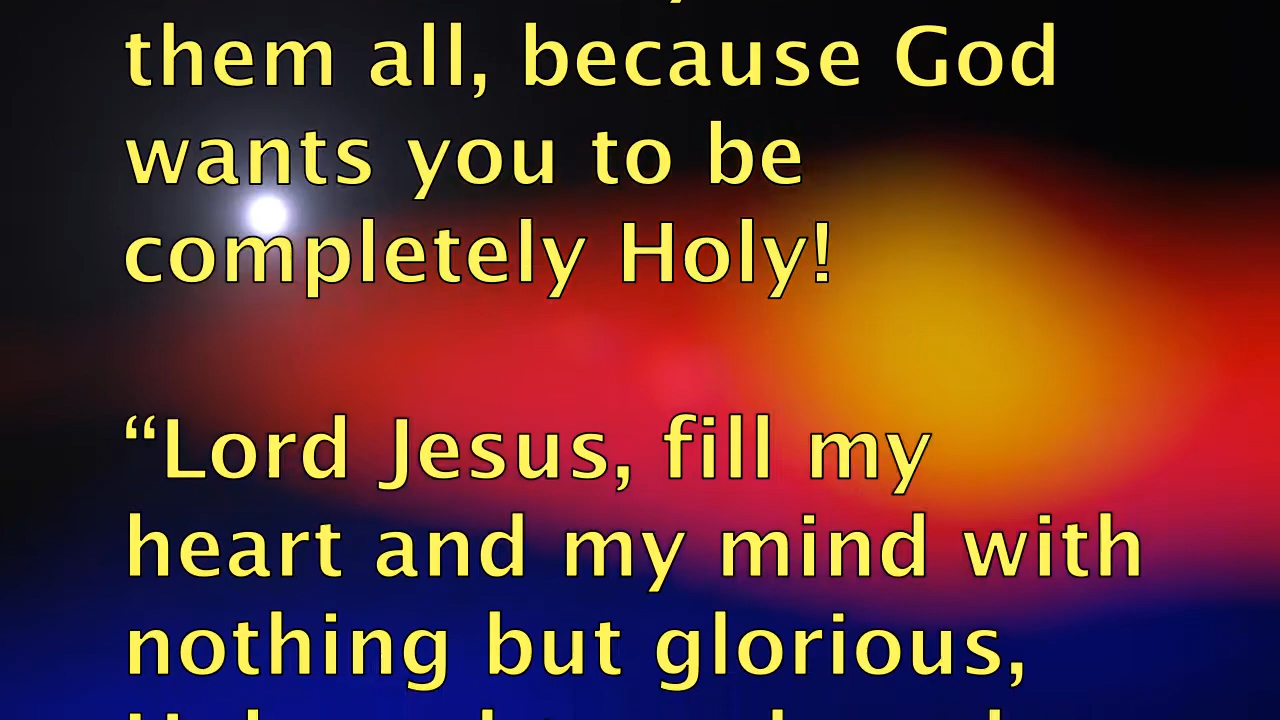 them all, because God
wants you to be
completely Holy!
“Lord Jesus, fill my
heart and my mind with
nothing but glorious,